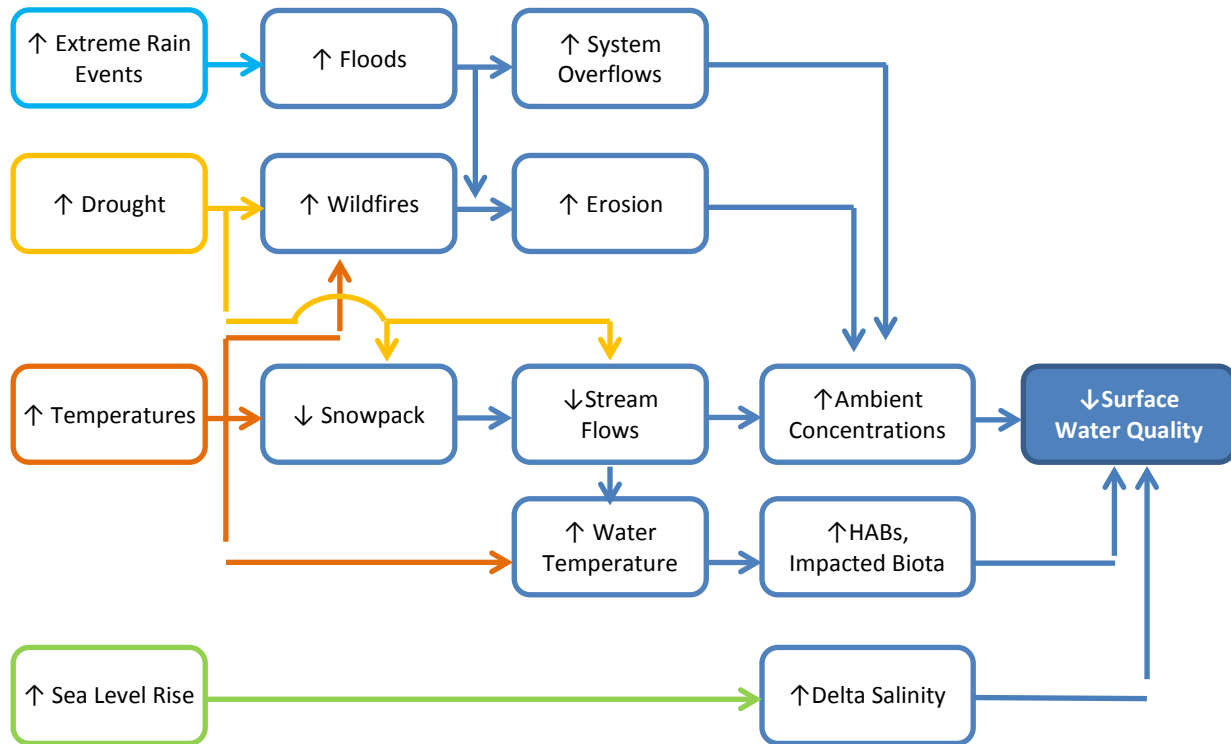 ↑ Extreme Rain
Events
↑ Floods
↑ System
Overflows
↑ Drought
↑ Wildfires
↑ Erosion
↑ Temperatures
↓ Snowpack
↓Stream
Flows
↑Ambient
Concentrations
↓Surface
Water Quality
↑ Water
Temperature
↑HABs,
Impacted Biota
↑ Sea Level Rise
↑Delta Salinity